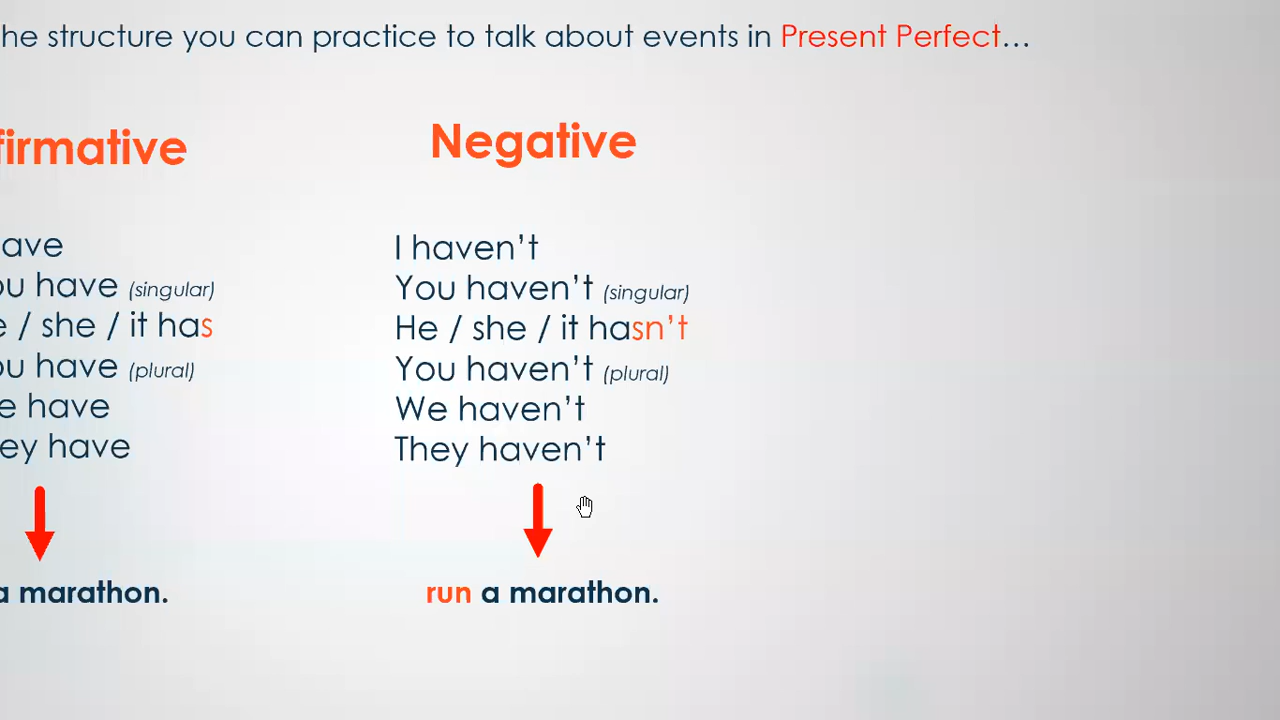 he structure you can practice to talk about events in Present Perfect…
firmative
Negative
ave
ou have (singular)
e / she / it has
ou have (plural)
e have
ey have
I haven’t
You haven’t (singular)
He / she / it hasn’t
You haven’t (plural)
We haven’t
They haven’t
a marathon.
run a marathon.